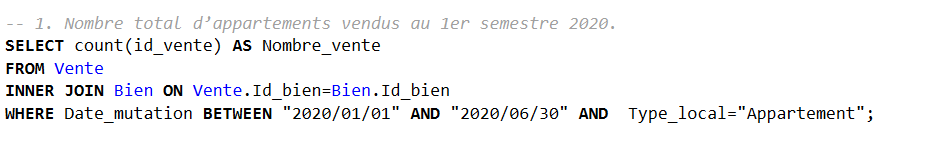 -- 1. Nombre total d’appartements vendus au 1er semestre 2020.
SELECT count(id_vente) AS Nombre_vente
FROM Vente
INNER JOIN Bien ON Vente.Id_bien=Bien.Id_bien
WHERE Date_mutation BETWEEN "2020/01/01" AND "2020/06/30" AND  Type_local="Appartement";